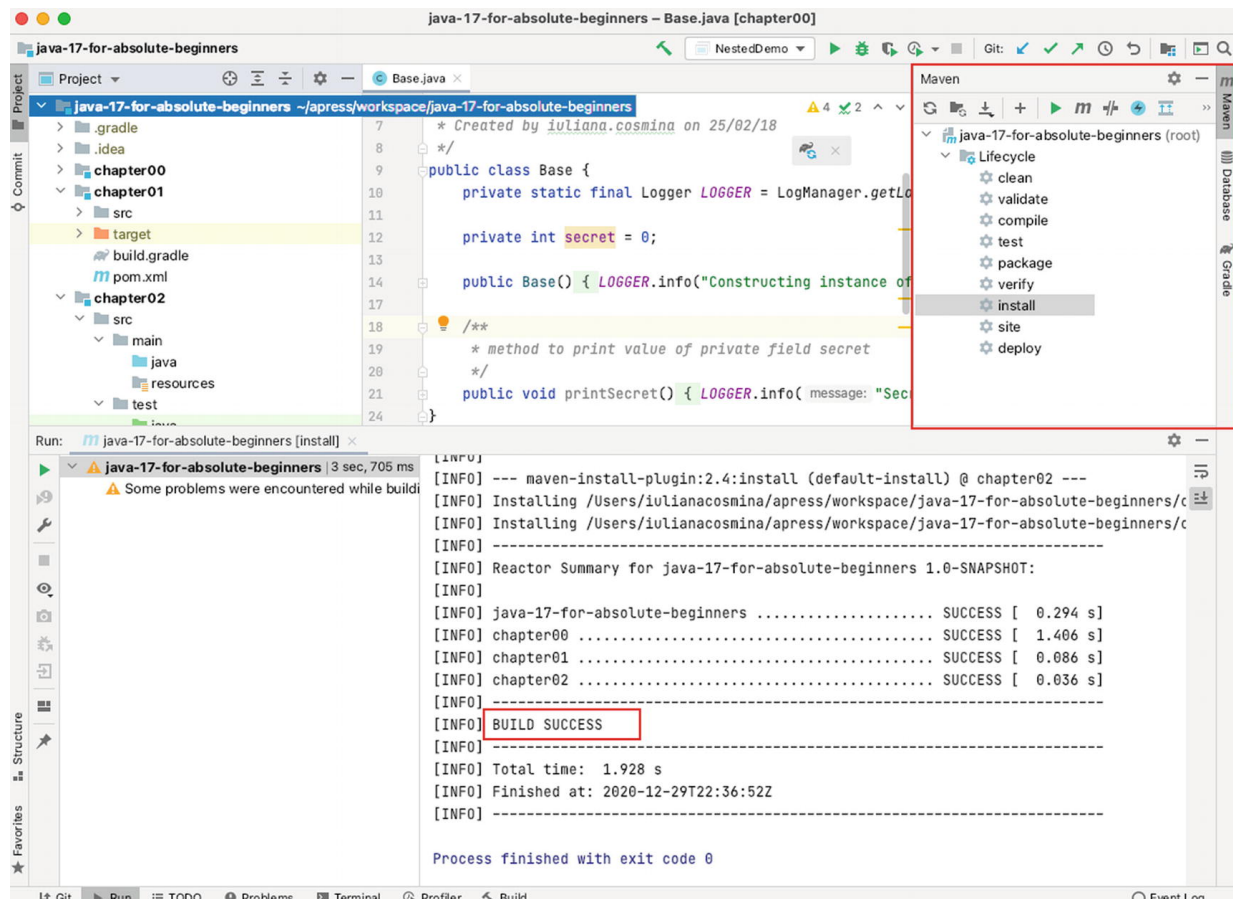 java-17-for-absolute-beginners – Base.java [chapter00]
java-17-for-absolute-beginners
NestedDemo
Git:
Project
Project
Commit
Structure
Favorites
java-17-for-absolute-beginners ~/apress/workspace/java-17-for-absolute-beginners
.gradle
.idea
chapter00
chapter01
src
target
build.gradle
pom.xml
chapter02
src
main
java
resources
test
java
Base.java
4 2
7 * Created by iuliana.cosmina on 25/02/18
8 */
9 public class Base {
10 private static final Logger LOGGER = LogManager.getLo
11
12 private int secret = 0;
13
14 public Base() { LOGGER.info("Constructing instance of
17
18 /**
19 * method to print value of private field secret
20 */
21 public void printSecret() { LOGGER.info( message: "Sec
24 }
Maven
m
java-17-for-absolute-beginners (root)
Lifecycle
clean
validate
compile
test
package
verify
install
site
deploy
m
Maven
Database
Gradle
Run: m java-17-for-absolute-beginners [install]
java-17-for-absolute-beginners 3 sec, 705 ms
Some problems were encountered while buildi
[INFO]
[INFO] --- maven-install-plugin:2.4:install (default-install) @ chapter02 ---
[INFO] Installing /Users/iulianacosmina/apress/workspace/java-17-for-absolute-beginners/c
[INFO] Installing /Users/iulianacosmina/apress/workspace/java-17-for-absolute-beginners/c
[INFO] ------------------------------------------------------------------------
[INFO] Reactor Summary for java-17-for-absolute-beginners 1.0-SNAPSHOT:
[INFO]
[INFO] java-17-for-absolute-beginners ..................... SUCCESS [ 0.294 s]
[INFO] chapter00 .......................................... SUCCESS [ 1.406 s]
[INFO] chapter01 .......................................... SUCCESS [ 0.086 s]
[INFO] chapter02 .......................................... SUCCESS [ 0.036 s]
[INFO] ------------------------------------------------------------------------
[INFO] BUILD SUCCESS
[INFO] ------------------------------------------------------------------------
[INFO] Total time: 1.928 s
[INFO] Finished at: 2020-12-29T22:36:52Z
[INFO] ------------------------------------------------------------------------
Process finished with exit code 0
Git Run TODO Problems Terminal Profiler Build Event Log